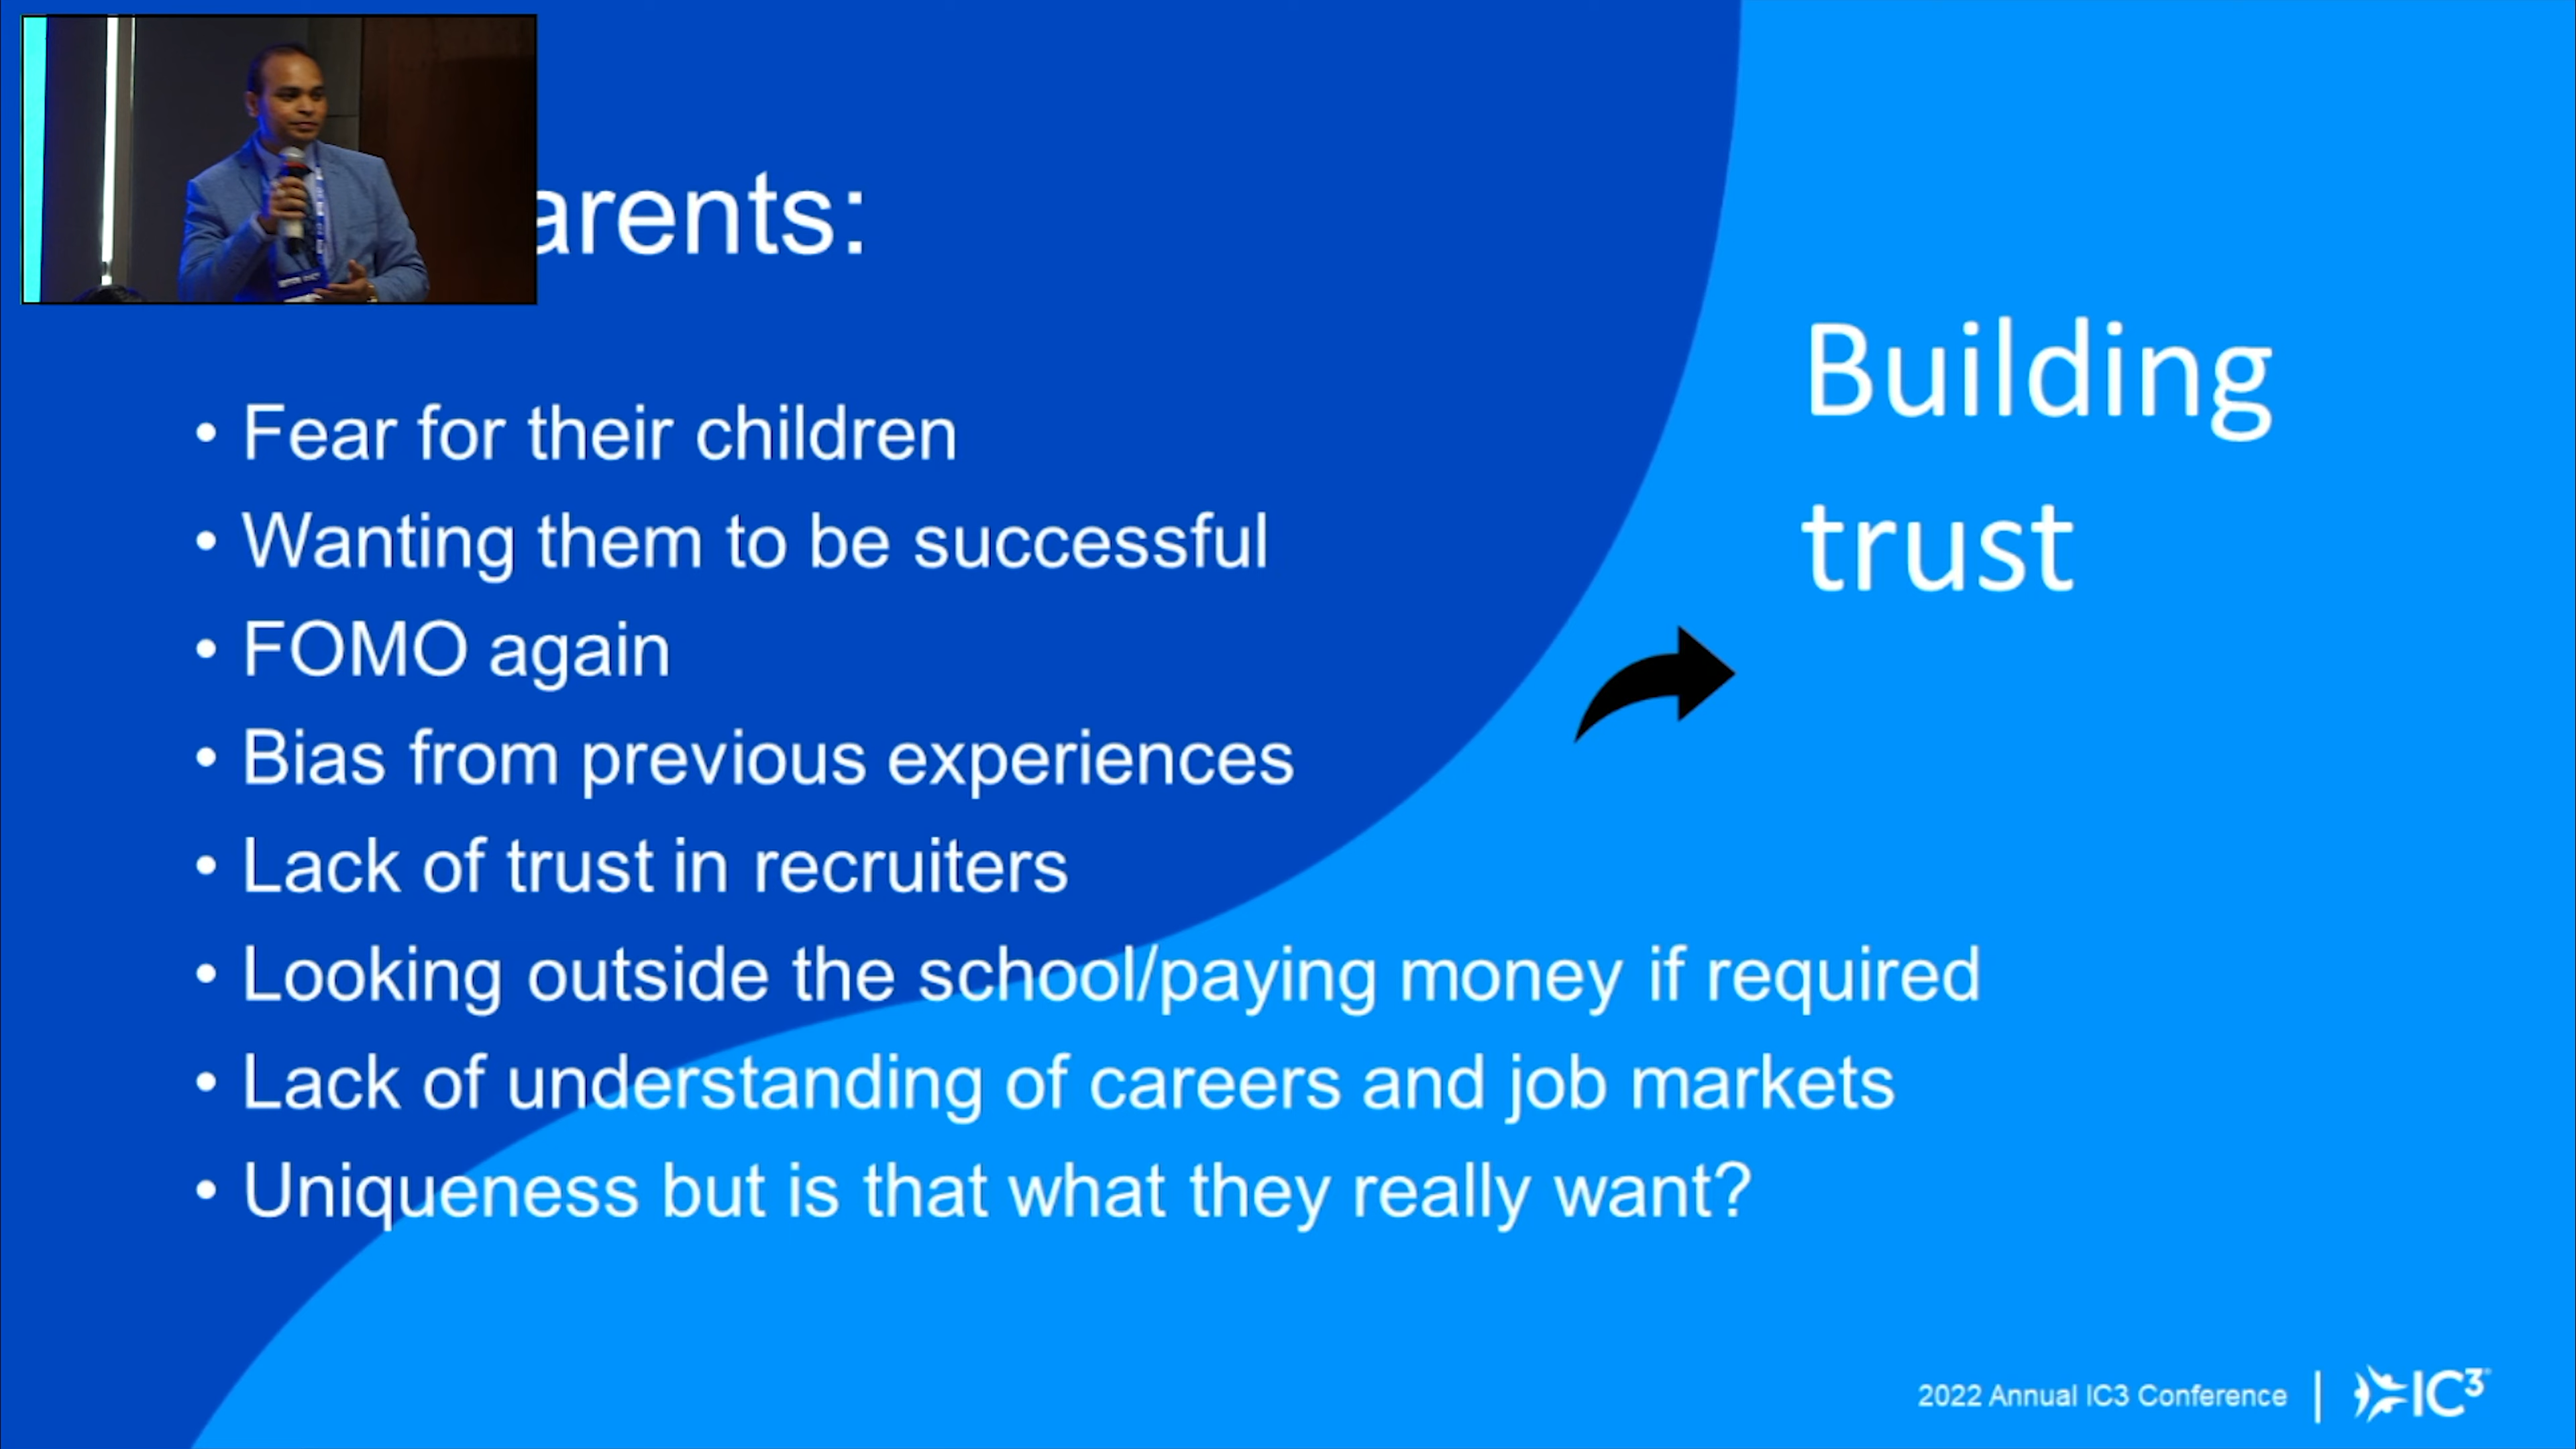 arents:
• Fear for their children
• Wanting them to be successful
• FOMO again
• Bias from previous experiences
• Lack of trust in recruiters
• Looking outside the school/paying money if required
• Lack of understanding of careers and job markets
• Uniqueness but is that what they really want?
Building
trust
2022 Annual IC3 Conference
IC3